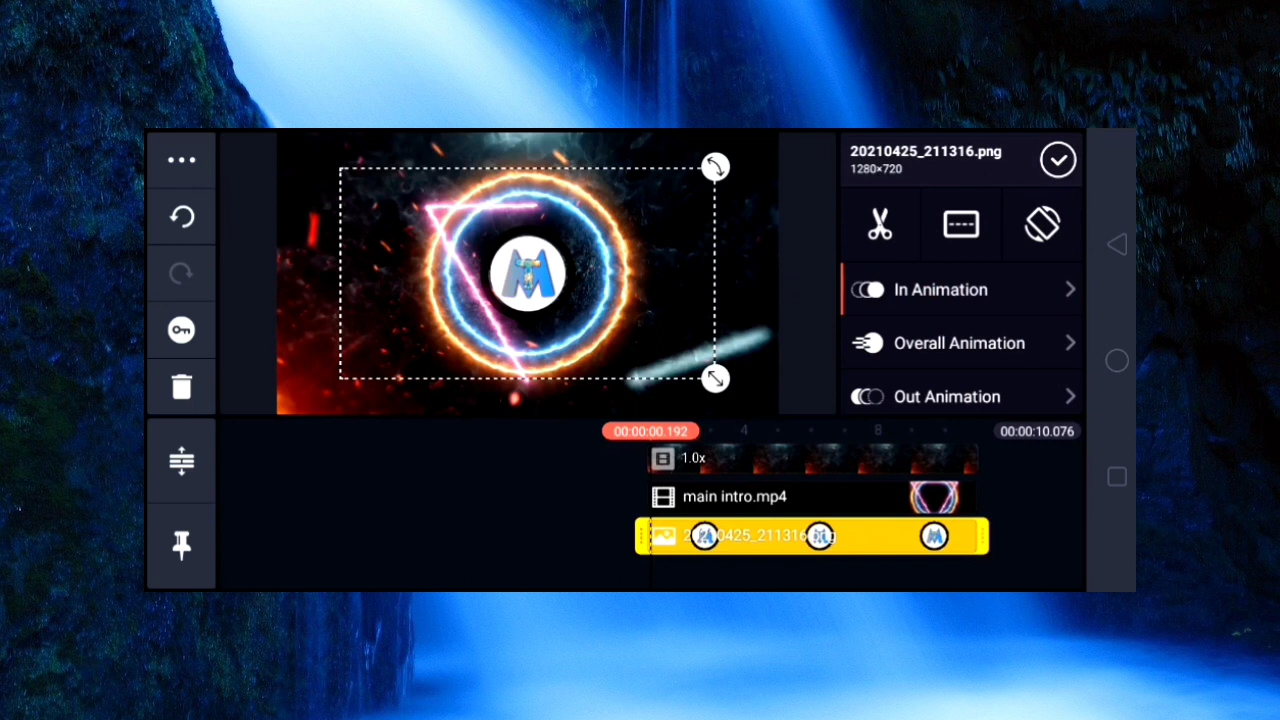 20210425_211316.png
1280×720
In Animation
Overall Animation
Out Animation
00:00:00.192
4
8
00:00:10.076
1.0x
main intro.mp4
20210425_211316.png